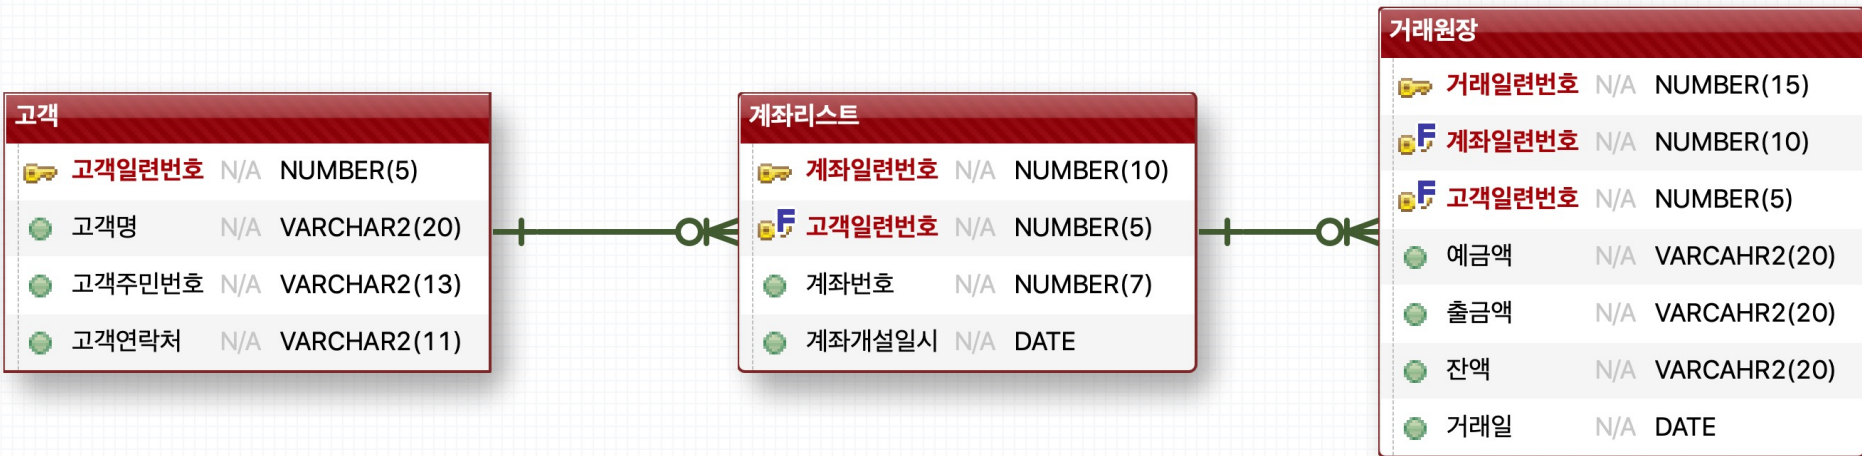 고객
고객일련번호 N/A NUMBER(5)
고객명 N/A VARCHAR2(20)
고객주민번호 N/A VARCHAR2(13)
고객연락처 N/A VARCHAR2(11)
계좌리스트
계좌일련번호 N/A NUMBER(10)
F 고객일련번호 N/A NUMBER(5)
계좌번호 N/A NUMBER(7)
계좌개설일시 N/A DATE
거래원장
거래일련번호 N/A NUMBER(15)
F 계좌일련번호 N/A NUMBER(10)
F 고객일련번호 N/A NUMBER(5)
예금액 N/A VARCAHR2(20)
출금액 N/A VARCAHR2(20)
잔액 N/A VARCAHR2(20)
거래일 N/A DATE